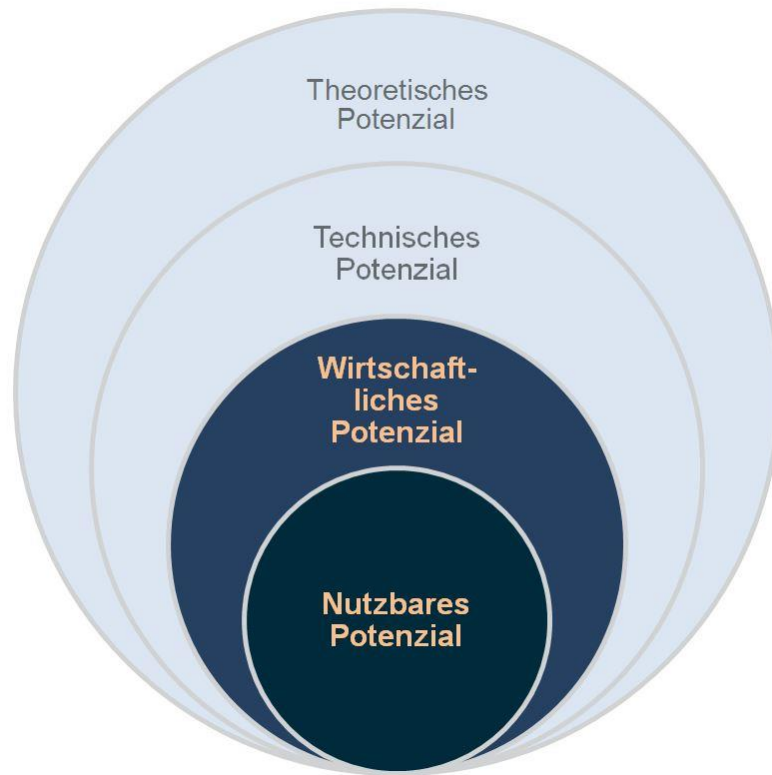 Theoretisches
Potenzial
Technisches
Potenzial
Wirtschaft-
liches
Potenzial
Nutzbares
Potenzial